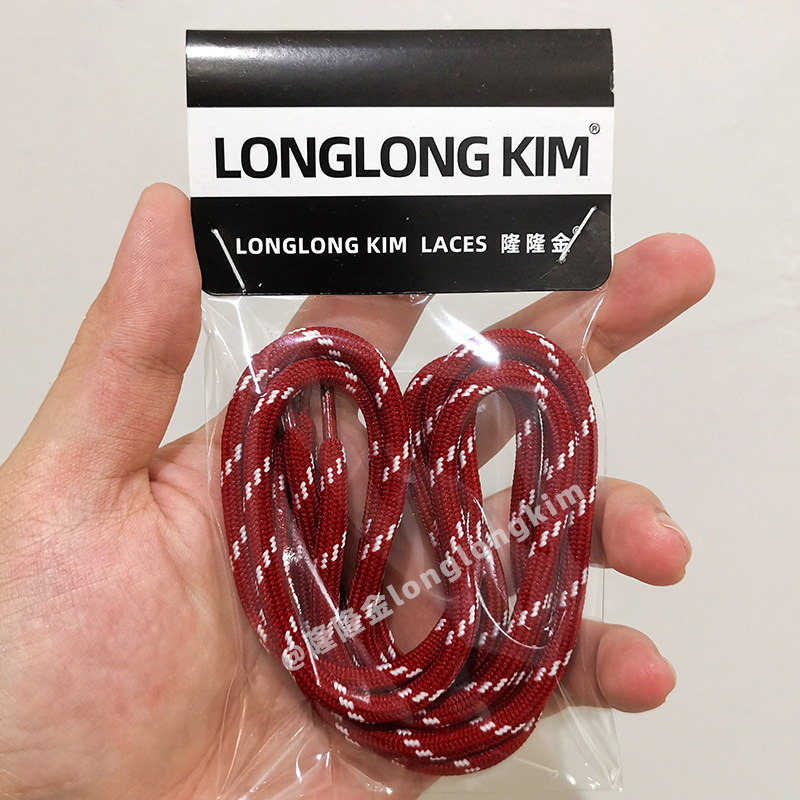 LONGLONG KIM®
LONGLONG KIM LACES 隆隆金®
@隆隆金longlongkim